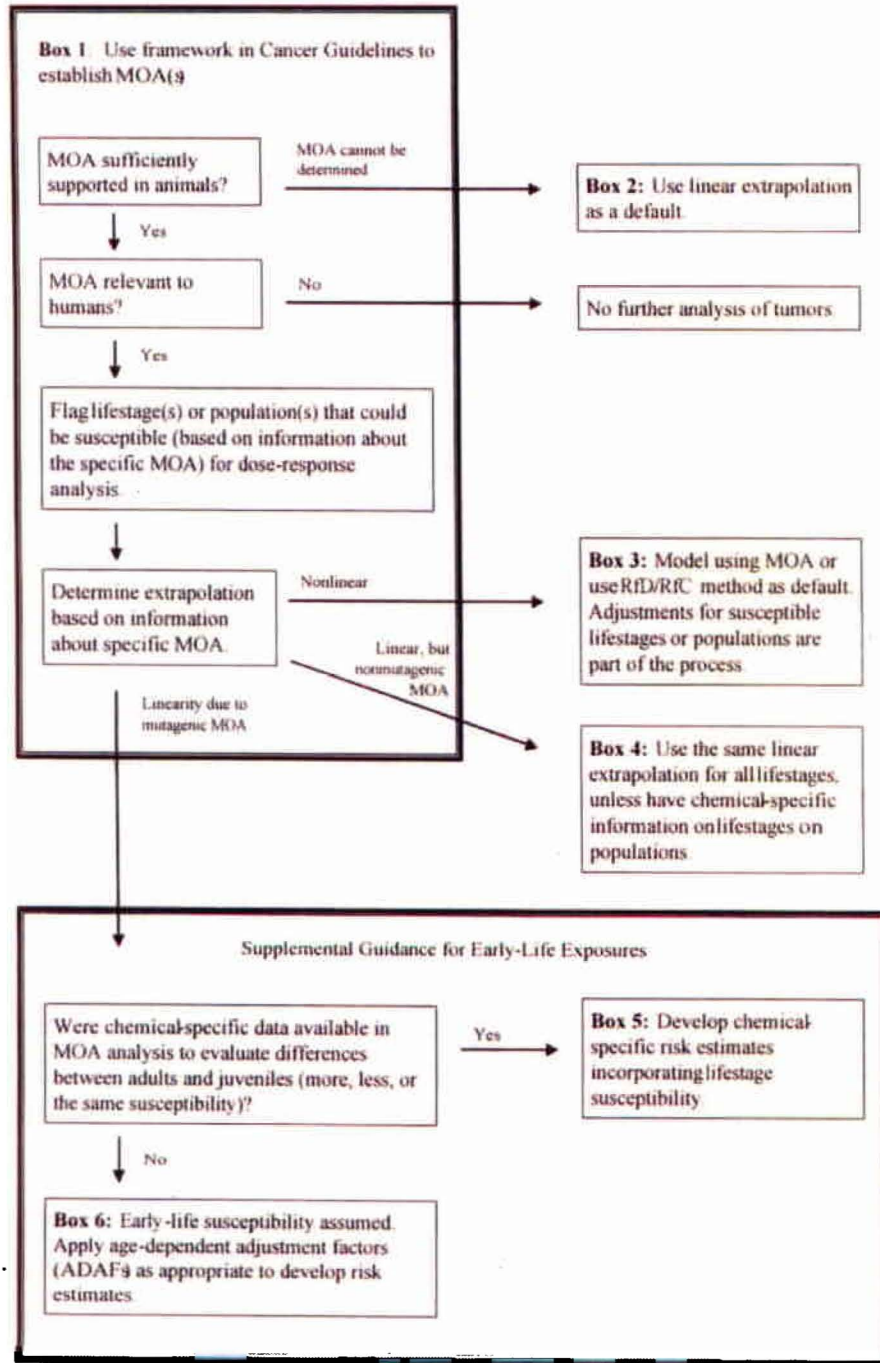 Box 1 Use framework in Cancer Guidelines to
establish MOA(s)
MOA sufficiently
supported in animals?
MOA cannot be
determined
Box 2: Use linear extrapolation
as a default.
Yes
MOA relevant to
humans?
No
No further analysis of tumors
Yes
Flag lifestage(s) or population(s) that could
be susceptible (based on information about
the specific MOA) for dose-response
analysis.
Determine extrapolation
based on information
about specific MOA.
Nonlinear
Box 3: Model using MOA or
use RfD/RfC method as default.
Adjustments for susceptible
lifestages or populations are
part of the process
Linear, but
nonmutagenic
MOA
Linearity due to
mutagenic MOA
Box 4: Use the same linear
extrapolation for all lifestages,
unless have chemical-specific
information on lifestages on
populations
Supplemental Guidance for Early-Life Exposures
Were chemical-specific data available in
MOA analysis to evaluate differences
between adults and juveniles (more, less, or
the same susceptibility)?
Yes
Box 5: Develop chemical-
specific risk estimates
incorporating lifestage
susceptibility
No
Box 6: Early-life susceptibility assumed.
Apply age-dependent adjustment factors
(ADAFs) as appropriate to develop risk
estimates